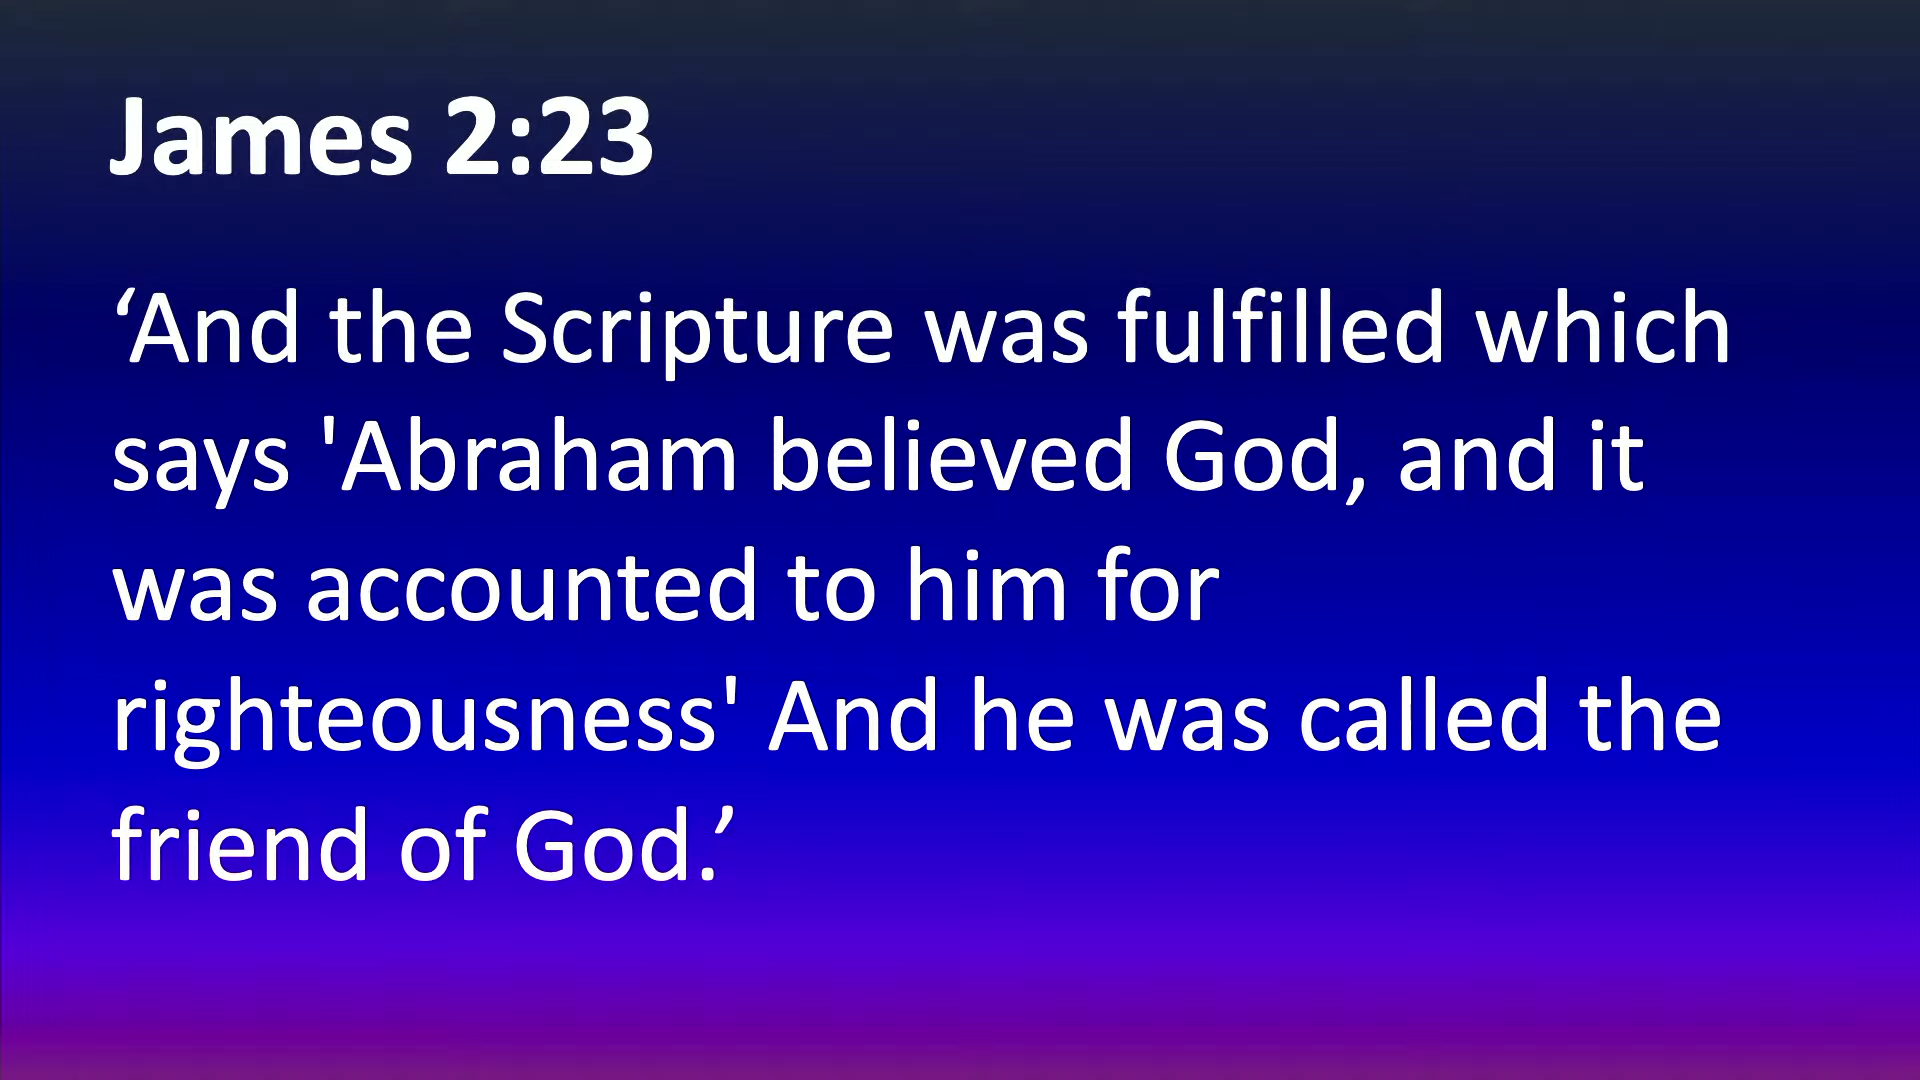 James 2:23
‘And the Scripture was fulfilled which
says 'Abraham believed God, and it
was accounted to him for
righteousness' And he was called the
friend of God.’